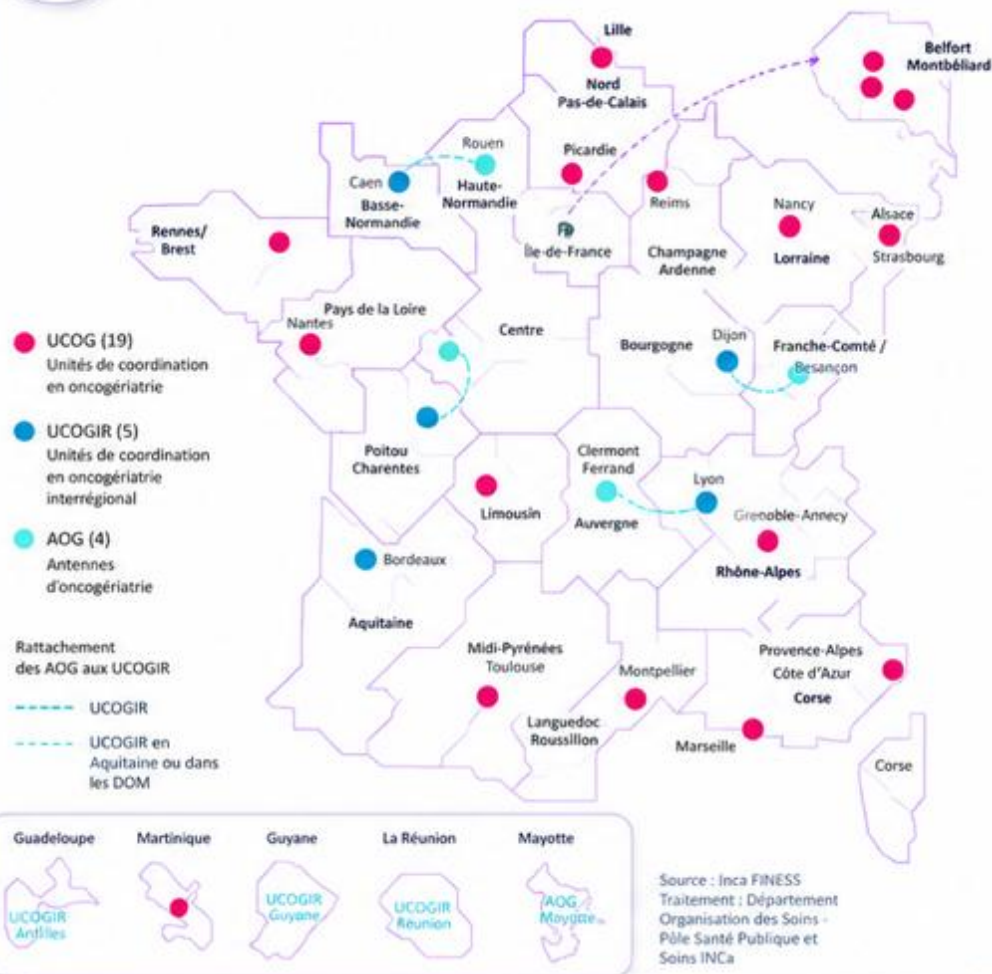 Lille
Nord
Pas-de-Calais
Belfort
Montbéliard
Rouen
Haute-
Normandie
Caen
Basse-
Normandie
Picardie
Reims
Champagne
Ardenne
Île-de-France
Nancy
Lorraine
Alsace
Strasbourg
Rennes/
Brest
Pays de la Loire
Nantes
Centre
Bourgogne
Dijon
Franche-Comté /
Besançon
UCOG (19)
Unités de coordination
en oncogériatrie
UCOGIR (5)
Unités de coordination
en oncogériatrie
interrégional
AOG (4)
Antennes
d'oncogériatrie
Poitou
Charentes
Limousin
Clermont
Ferrand
Auvergne
Lyon
Grenoble-Annecy
Rhône-Alpes
Bordeaux
Aquitaine
Midi-Pyrénées
Toulouse
Montpellier
Languedoc
Roussillon
Provence-Alpes
Côte d'Azur
Corse
Marseille
Corse
Rattachement
des AOG aux UCOGIR
UCOGIR
UCOGIR en
Aquitaine ou dans
les DOM
Guadeloupe
UCOGIR
Antilles
Martinique
Guyane
UCOGIR
Guyane
La Réunion
UCOGIR
Réunion
Mayotte
AOG
Mayotte
Source : Inca FINESS
Traitement : Département
Organisation des Soins -
Pôle Santé Publique et
Soins INCa